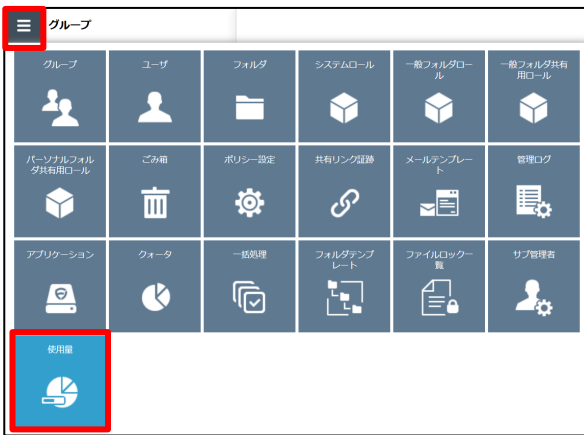 グループ
グループ
ユーザ
フォルダ
システムロール
一般フォルダロー
ル
一般フォルダ共有
用ロール
パーソナルフォル
ダ共有用ロール
ごみ箱
ポリシー設定
共有リンク証跡
メールテンプレー
ト
管理ログ
アプリケーション
クォータ
一括処理
フォルダテンプ
レート
ファイルロック一
覧
サブ管理者
使用量